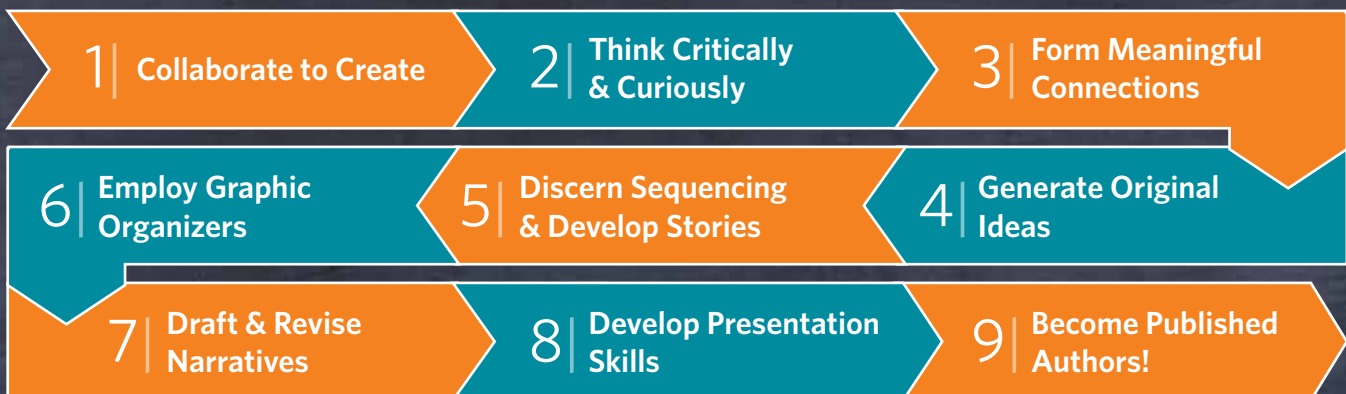 1 Collaborate to Create
2 Think Critically
& Curiously
3 Form Meaningful
Connections
4 Generate Original
Ideas
5 Discern Sequencing
& Develop Stories
6 Employ Graphic
Organizers
7 Draft & Revise
Narratives
8 Develop Presentation
Skills
9 Become Published
Authors!